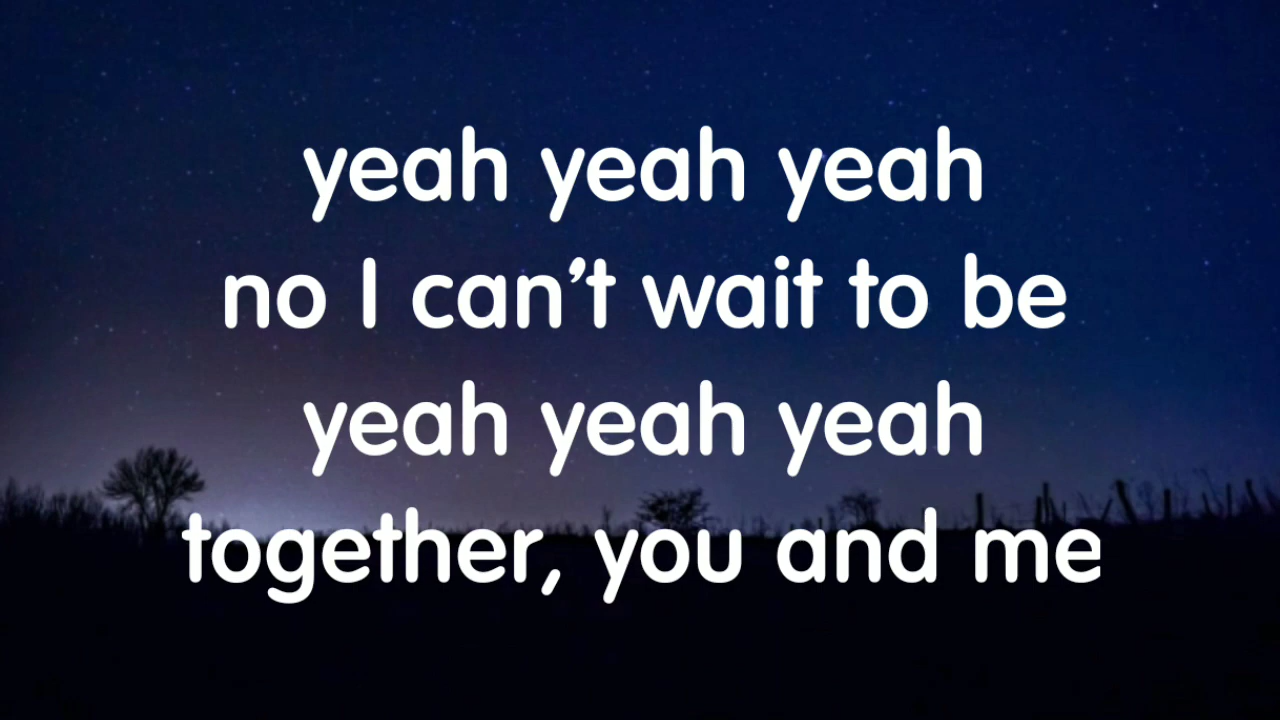 yeah yeah yeah
no I can’t wait to be
yeah yeah yeah
together, you and me